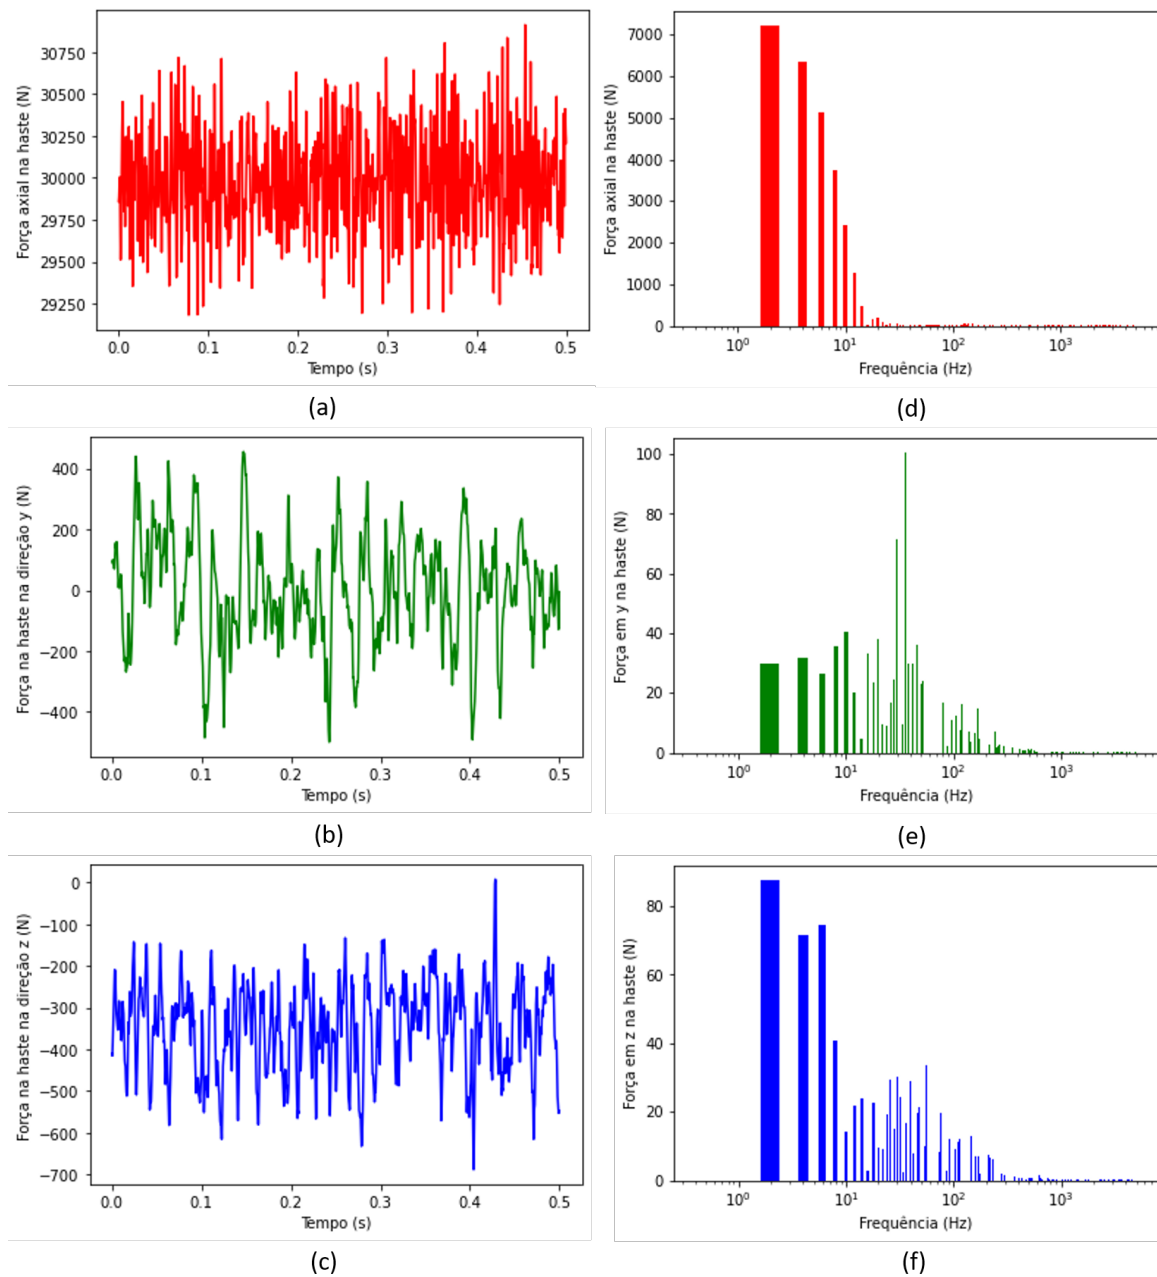 Força axial na haste (N)
30750
30500
30250
30000
29750
29500
29250
0.0 0.1 0.2 0.3 0.4 0.5
Tempo (s)
(a)
Força axial na haste (N)
7000
6000
5000
4000
3000
2000
1000
0
10⁰ 10¹ 10² 10³
Frequência (Hz)
(d)
Força na haste na direção y (N)
400
200
0
−200
−400
0.0 0.1 0.2 0.3 0.4 0.5
Tempo (s)
(b)
Força em y na haste (N)
100
80
60
40
20
0
10⁰ 10¹ 10² 10³
Frequência (Hz)
(e)
Força na haste na direção z (N)
0
−100
−200
−300
−400
−500
−600
−700
0.0 0.1 0.2 0.3 0.4 0.5
Tempo (s)
(c)
Força em z na haste (N)
80
60
40
20
0
10⁰ 10¹ 10² 10³
Frequência (Hz)
(f)